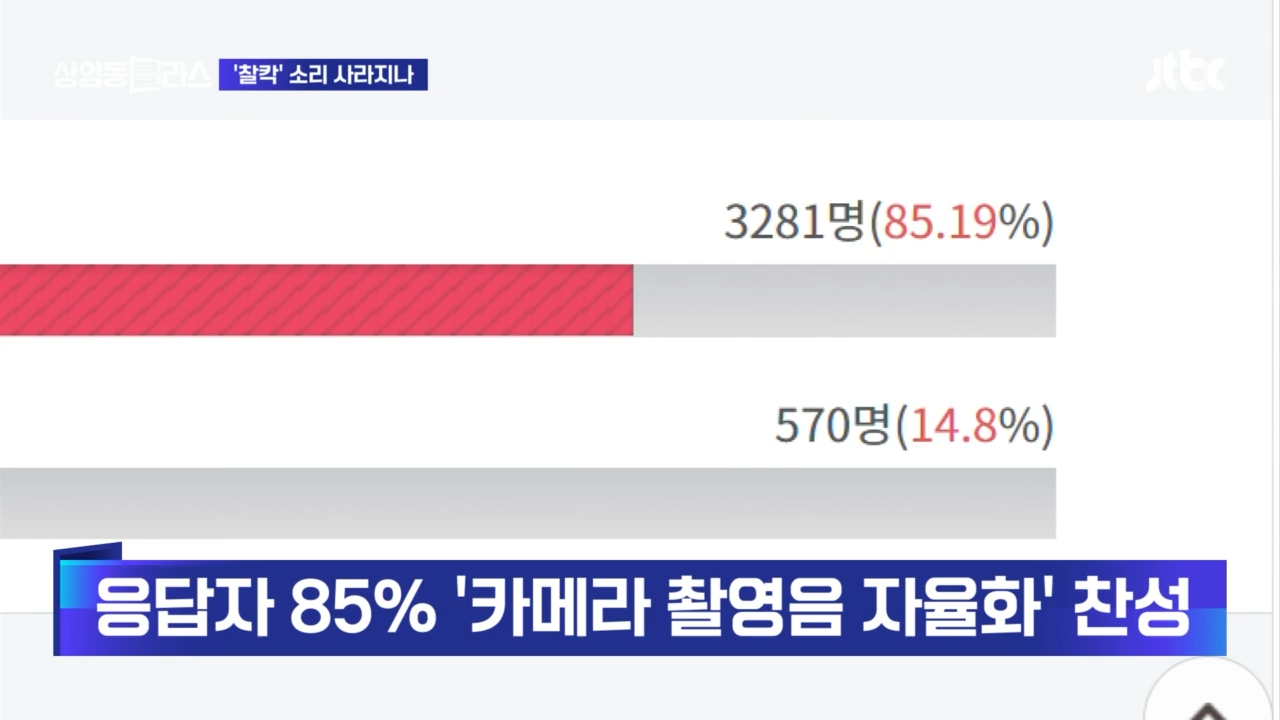 상암동클라스 '찰칵' 소리 사라지나
jtbc
3281명(85.19%)
570명(14.8%)
응답자 85% '카메라 촬영음 자율화' 찬성